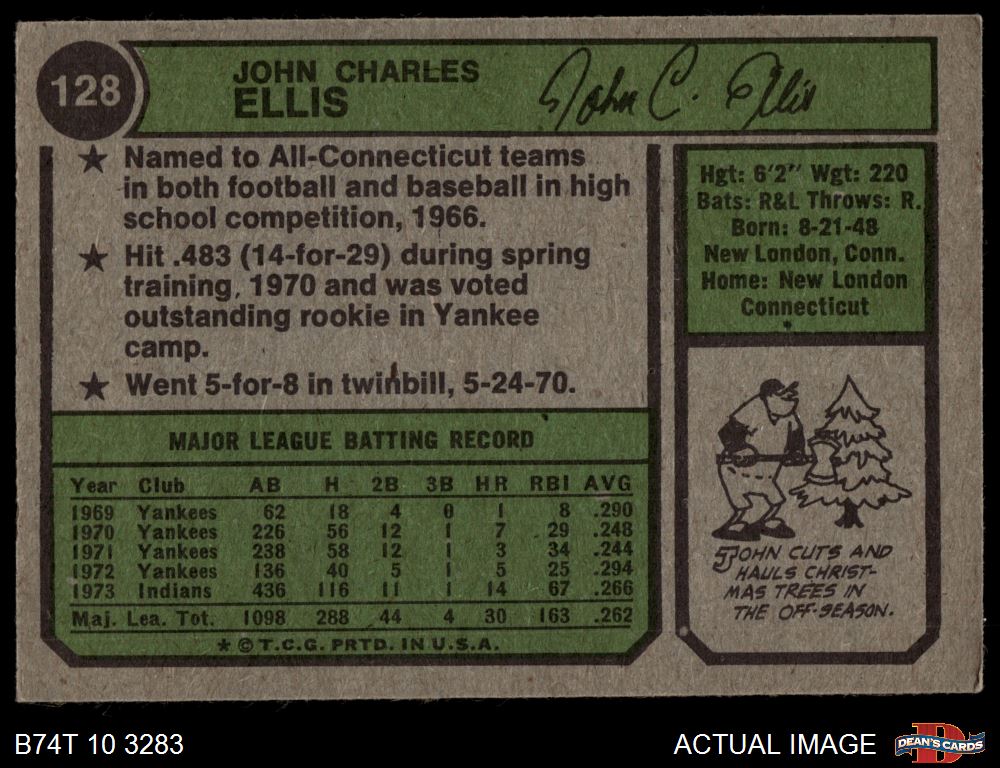 128
JOHN CHARLES
ELLIS
John C. Ellis
★ Named to All-Connecticut teams
in both football and baseball in high
school competition, 1966.
★ Hit .483 (14-for-29) during spring
training, 1970 and was voted
outstanding rookie in Yankee
camp.
★ Went 5-for-8 in twinbill, 5-24-70.
Hgt: 6'2" Wgt: 220
Bats: R&L Throws: R.
Born: 8-21-48
New London, Conn.
Home: New London
Connecticut
MAJOR LEAGUE BATTING RECORD
Year Club AB H 2B 3B HR RBI AVG
1969 Yankees 62 18 4 0 1 8 .290
1970 Yankees 226 56 12 1 7 29 .248
1971 Yankees 238 58 12 1 3 34 .244
1972 Yankees 136 40 5 1 5 25 .294
1973 Indians 436 116 11 1 14 67 .266
Maj. Lea. Tot. 1098 288 44 4 30 163 .262
* © T.C.G. PRTD. IN U.S.A.
JOHN CUTS AND
HAULS CHRIST-
MAS TREES IN
THE OFF-SEASON.
B74T 10 3283
ACTUAL IMAGE
DEAN'S CARDS